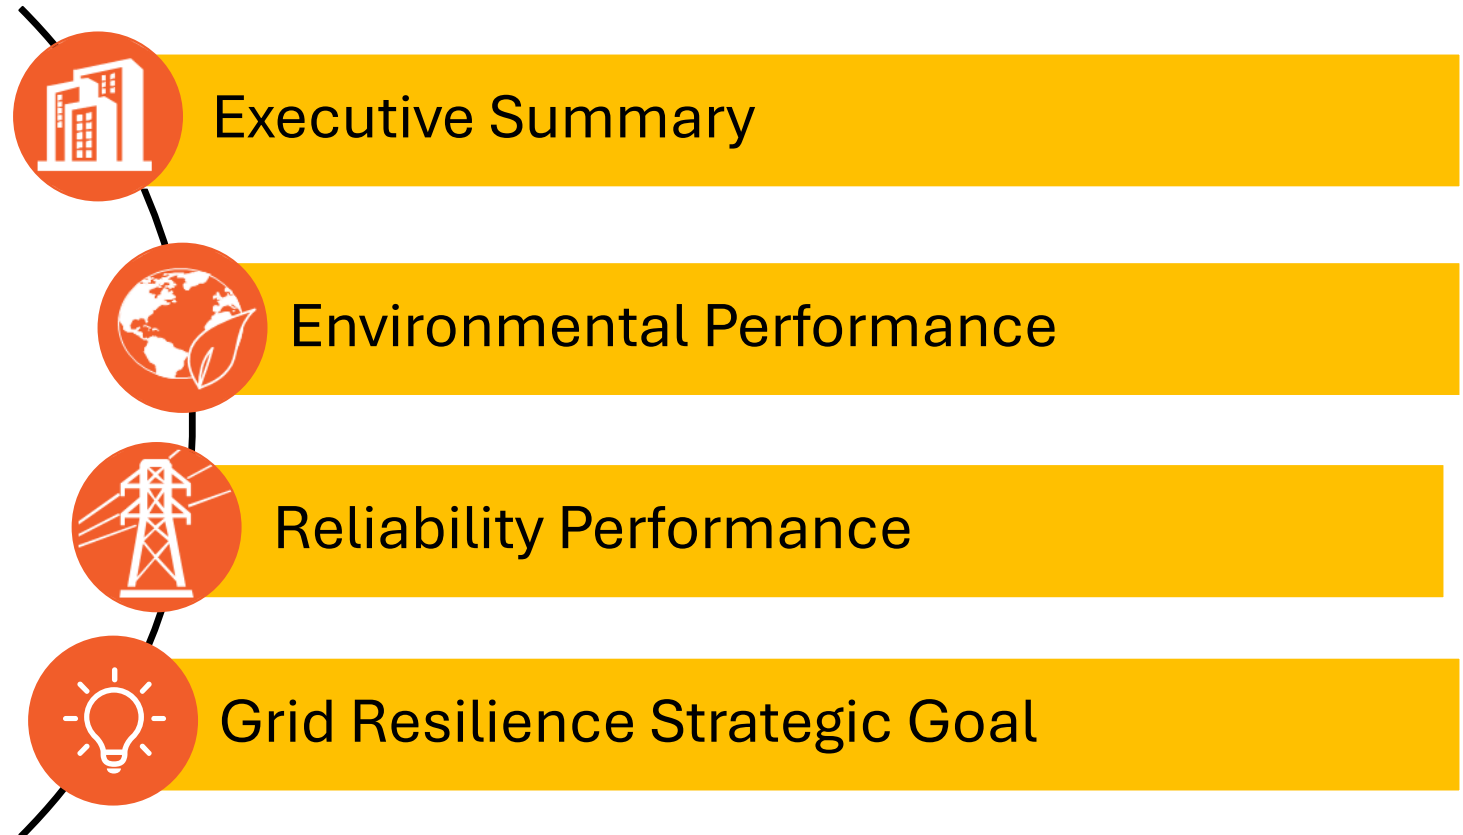 Executive Summary
Environmental Performance
Reliability Performance
Grid Resilience Strategic Goal